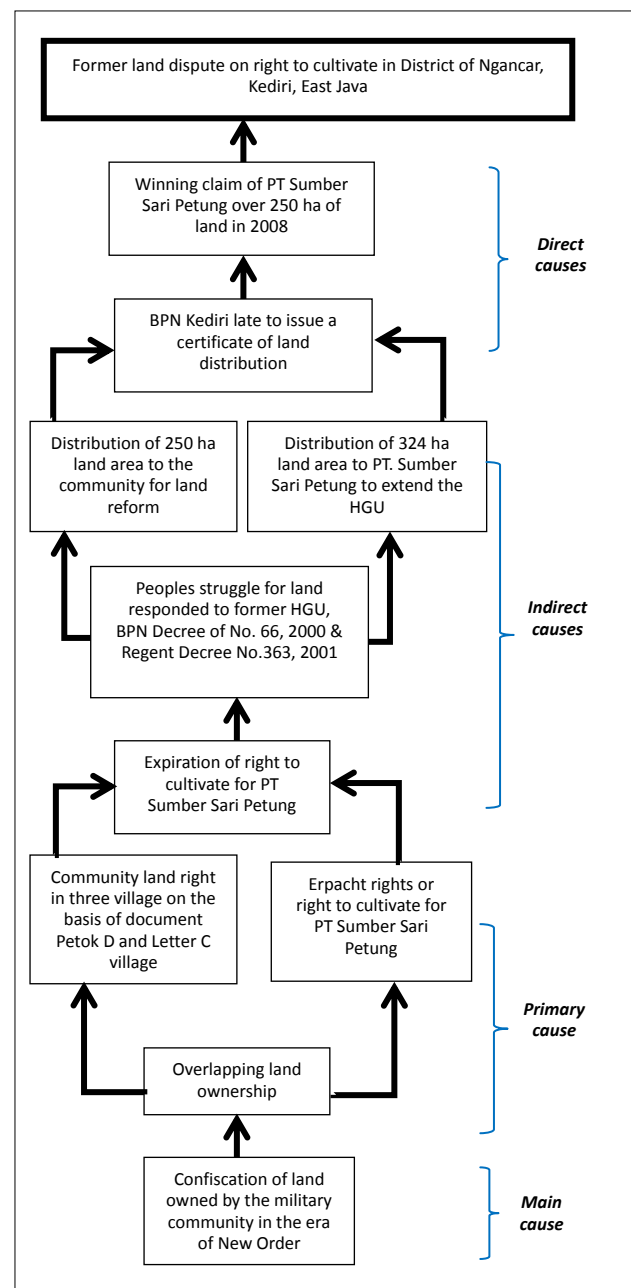 Former land dispute on right to cultivate in District of Ngancar,
Kediri, East Java
Winning claim of PT Sumber
Sari Petung over 250 ha of
land in 2008
Direct
causes
BPN Kediri late to issue a
certificate of land
distribution
Distribution of 250 ha
land area to the
community for land
reform
Distribution of 324 ha
land area to PT. Sumber
Sari Petung to extend the
HGU
Peoples struggle for land
responded to former HGU,
BPN Decree of No. 66, 2000 &
Regent Decree No.363, 2001
Indirect
causes
Expiration of right to
cultivate for PT
Sumber Sari Petung
Community land right
in three village on the
basis of document
Petok D and Letter C
village
Erpacht rights or
right to cultivate for
PT Sumber Sari
Petung
Primary
cause
Overlapping land
ownership
Confiscation of land
owned by the military
community in the era
of New Order
Main
cause